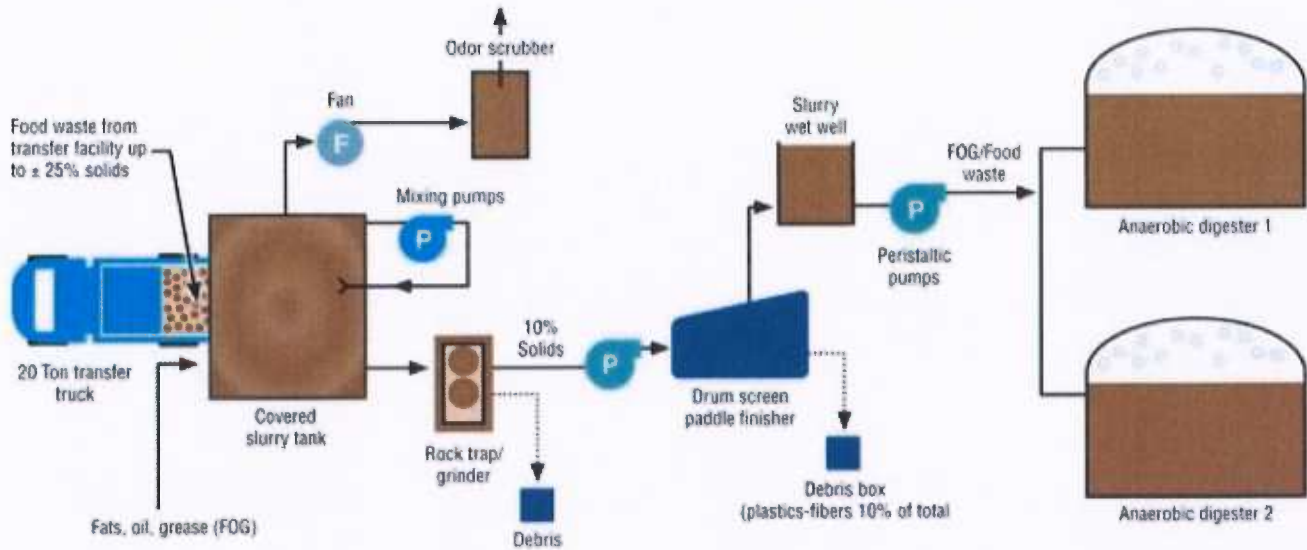 Odor scrubber
Fan
F
Food waste from
transfer facility up
to ± 25% solids
Mixing pumps
P
20 Ton transfer
truck
Covered
slurry tank
Fats, oil, grease (FOG)
Rock trap/
grinder
Debris
10%
Solids
P
Drum screen
paddle finisher
Debris box
(plastics-fibers 10% of total
Slurry
wet well
P
Peristaltic
pumps
FOG/Food
waste
Anaerobic digester 1
Anaerobic digester 2